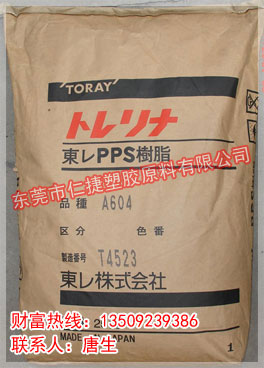 TORAY
トレリナ
東レPPS樹脂
东莞市仁捷塑胶原料有限公司
品種 A604
区分 色番
製造番号 T4523
東レ株式会社
财富热线：13509239386
联系人：唐生
MADE IN JAPAN
1